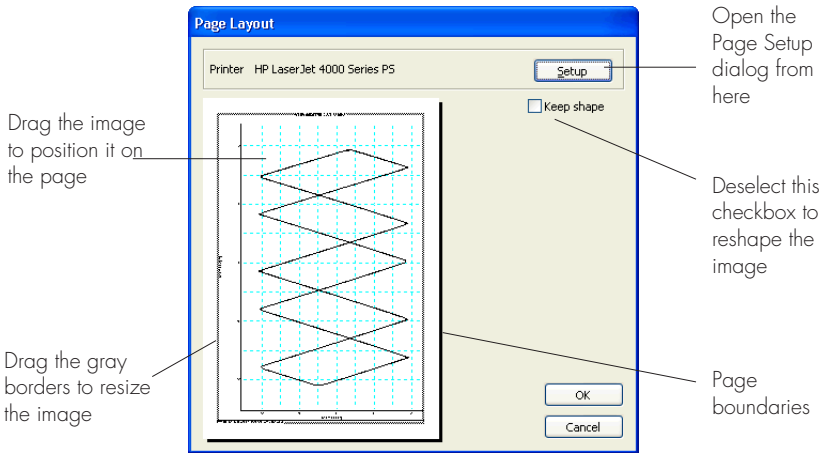 Page Layout
Printer HP LaserJet 4000 Series PS
Setup
Keep shape
OK
Cancel
Drag the image
to position it on
the page
Drag the gray
borders to resize
the image
Open the
Page Setup
dialog from
here
Deselect this
checkbox to
reshape the
image
Page
boundaries